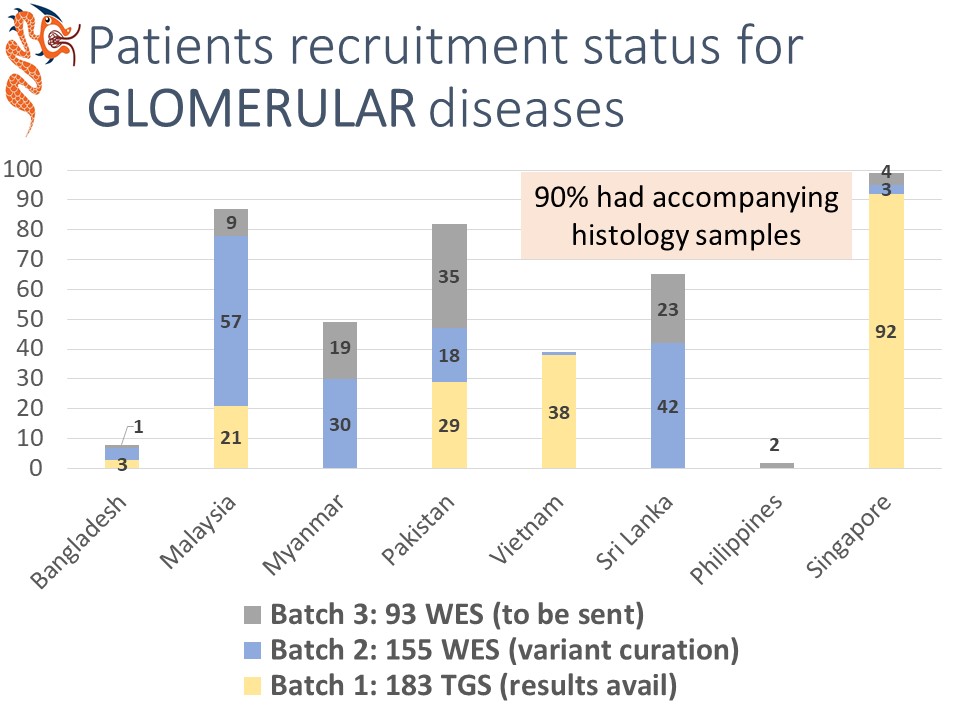 Patients recruitment status for
GLOMERULAR diseases
90% had accompanying
histology samples
100
90
80
70
60
50
40
30
20
10
0
1
3
9
57
21
19
30
35
18
29
38
23
42
2
4
3
92
Bangladesh
Malaysia
Myanmar
Pakistan
Vietnam
Sri Lanka
Philippines
Singapore
Batch 3: 93 WES (to be sent)
Batch 2: 155 WES (variant curation)
Batch 1: 183 TGS (results avail)